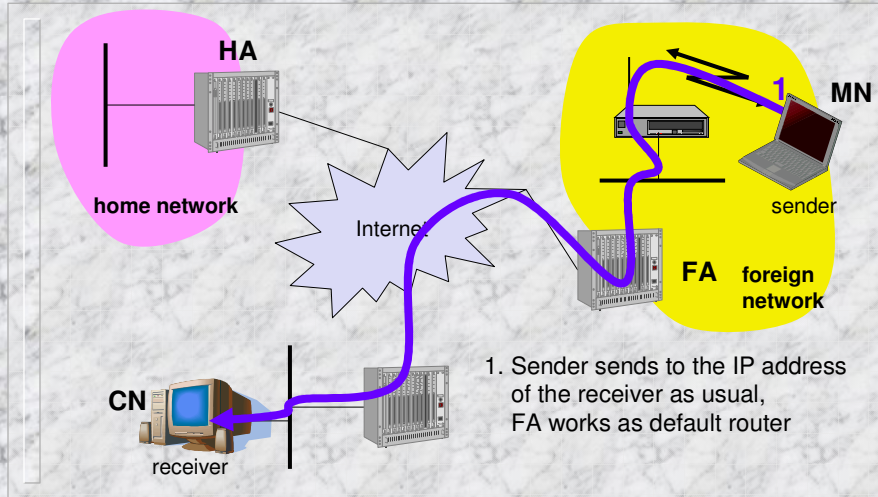 HA
1
MN
home network
sender
Internet
FA
foreign
network
1. Sender sends to the IP address
of the receiver as usual,
FA works as default router
CN
receiver